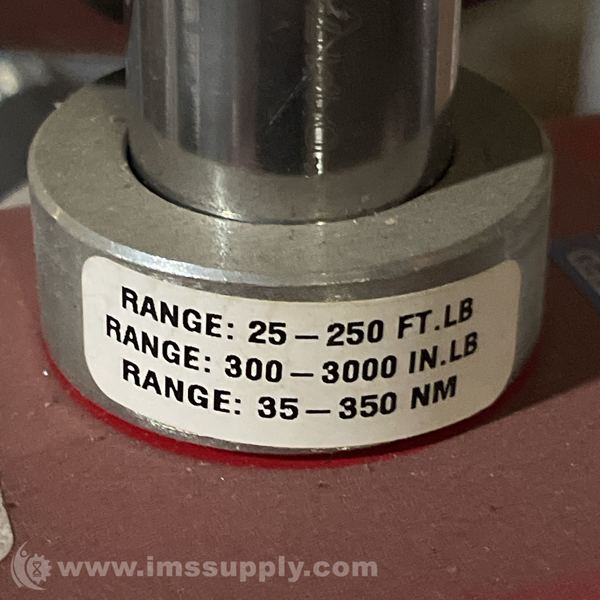 RANGE: 25–250 FT.LB
RANGE: 300–3000 IN.LB
RANGE: 35–350 NM
www.imssupply.com